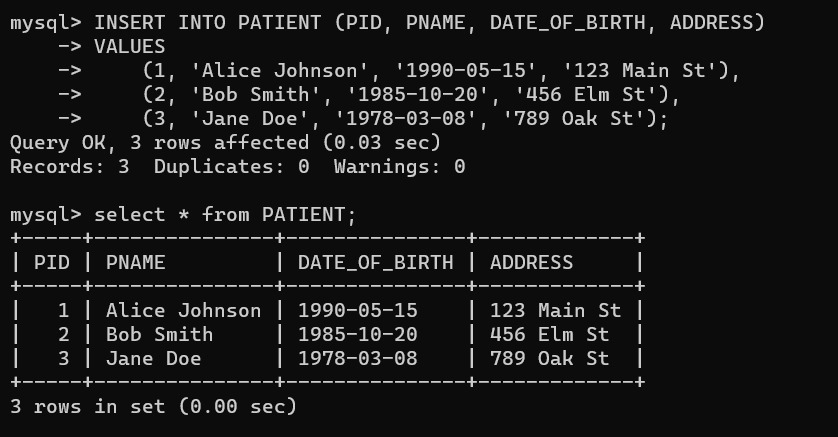 mysql> INSERT INTO PATIENT (PID, PNAME, DATE_OF_BIRTH, ADDRESS)
    -> VALUES
    ->     (1, 'Alice Johnson', '1990-05-15', '123 Main St'),
    ->     (2, 'Bob Smith', '1985-10-20', '456 Elm St'),
    ->     (3, 'Jane Doe', '1978-03-08', '789 Oak St');
Query OK, 3 rows affected (0.03 sec)
Records: 3  Duplicates: 0  Warnings: 0

mysql> select * from PATIENT;
+-----+---------------+---------------+-------------+
| PID | PNAME         | DATE_OF_BIRTH | ADDRESS     |
+-----+---------------+---------------+-------------+
|   1 | Alice Johnson | 1990-05-15    | 123 Main St |
|   2 | Bob Smith     | 1985-10-20    | 456 Elm St  |
|   3 | Jane Doe      | 1978-03-08    | 789 Oak St  |
+-----+---------------+---------------+-------------+
3 rows in set (0.00 sec)